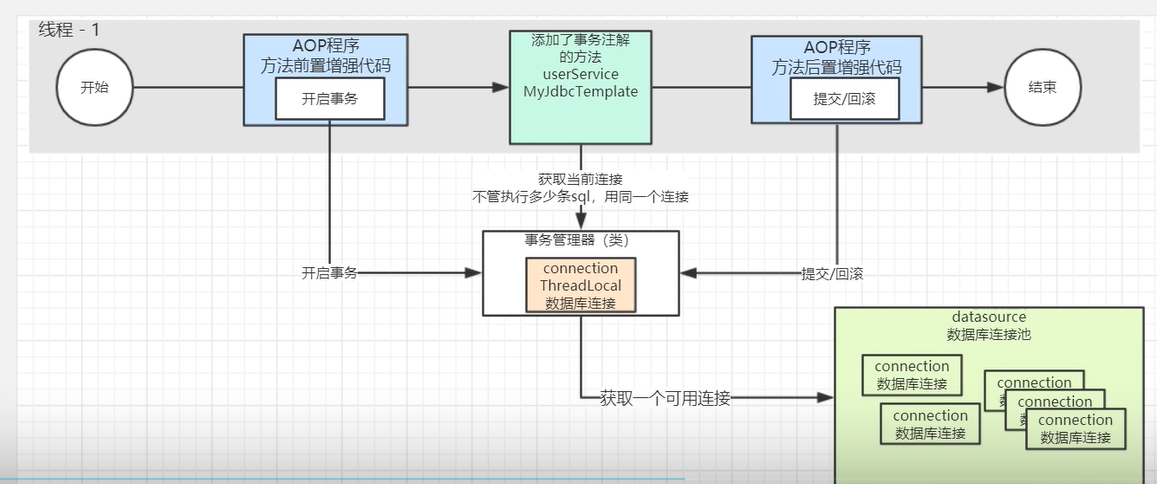 线程 - 1
开始
AOP程序
方法前置增强代码
开启事务
添加了事务注解
的方法
userService
MyJdbcTemplate
AOP程序
方法后置增强代码
提交/回滚
结束
获取当前连接
不管执行多少条sql，用同一个连接
事务管理器（类）
connection
ThreadLocal
数据库连接
开启事务
提交/回滚
获取一个可用连接
datasource
数据库连接池
connection
数据库连接
connection
数据库连接
connection
数
connection
数
connection
数据库连接